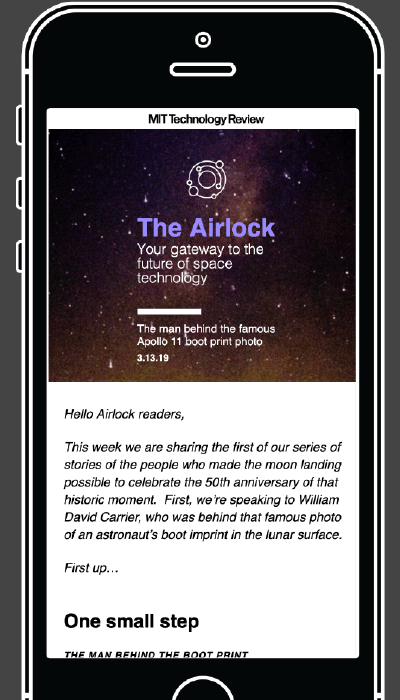 MIT Technology Review
The Airlock
Your gateway to the
future of space
technology
The man behind the famous
Apollo 11 boot print photo
3.13.19
Hello Airlock readers,
This week we are sharing the first of our series of
stories of the people who made the moon landing
possible to celebrate the 50th anniversary of that
historic moment.  First, we're speaking to William
David Carrier, who was behind that famous photo
of an astronaut's boot imprint in the lunar surface.
First up…
One small step
THE MAN BEHIND THE BOOT PRINT